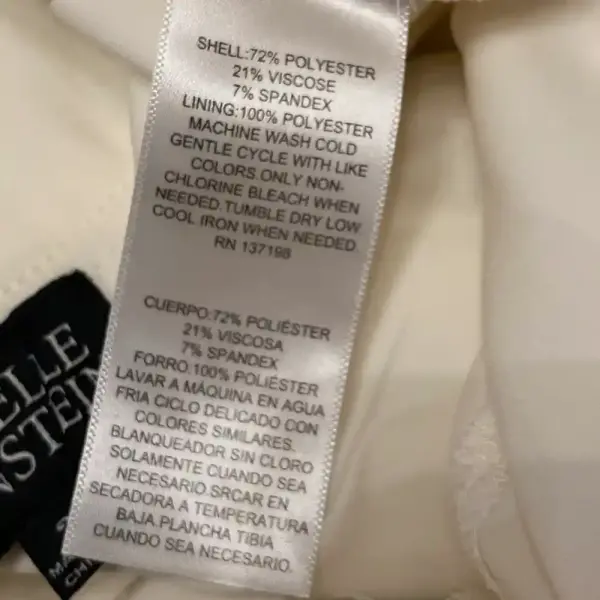 SHELL:72% POLYESTER
21% VISCOSE
7% SPANDEX
LINING:100% POLYESTER
MACHINE WASH COLD
GENTLE CYCLE WITH LIKE
COLORS.ONLY NON-
CHLORINE BLEACH WHEN
NEEDED.TUMBLE DRY LOW
COOL IRON WHEN NEEDED
RN 137198
CUERPO:72% POLIÉSTER
21% VISCOSA
7% SPANDEX
FORRO:100% POLIÉSTER
LAVAR A MÁQUINA EN AGUA
FRIA CICLO DELICADO CON
COLORES SIMILARES.
BLANQUEADOR SIN CLORO
SOLAMENTE CUANDO SEA
NECESARIO.SRCAR EN
SECADORA A TEMPERATURA
BAJA.PLANCHA TIBIA
CUANDO SEA NECESARIO.
ELLE
NSTEIN
MA
CHI